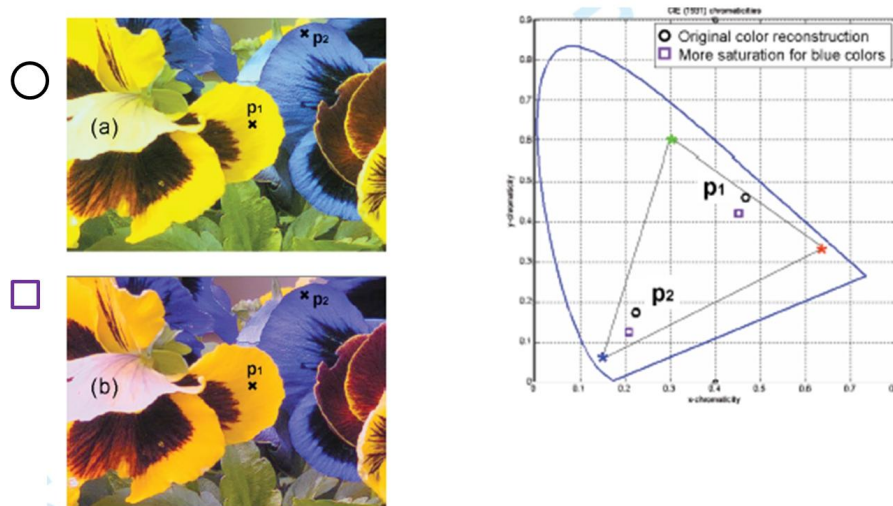 p₂
p₁
(a)
p₂
p₁
(b)
CIE (1931) chromaticities
Original color reconstruction
More saturation for blue colors
y-chromaticity
0.9
0.8
0.7
0.6
0.5
0.4
0.3
0.2
0.1
0
p₁
p₂
0 0.1 0.2 0.3 0.4 0.5 0.6 0.7
x-chromaticity